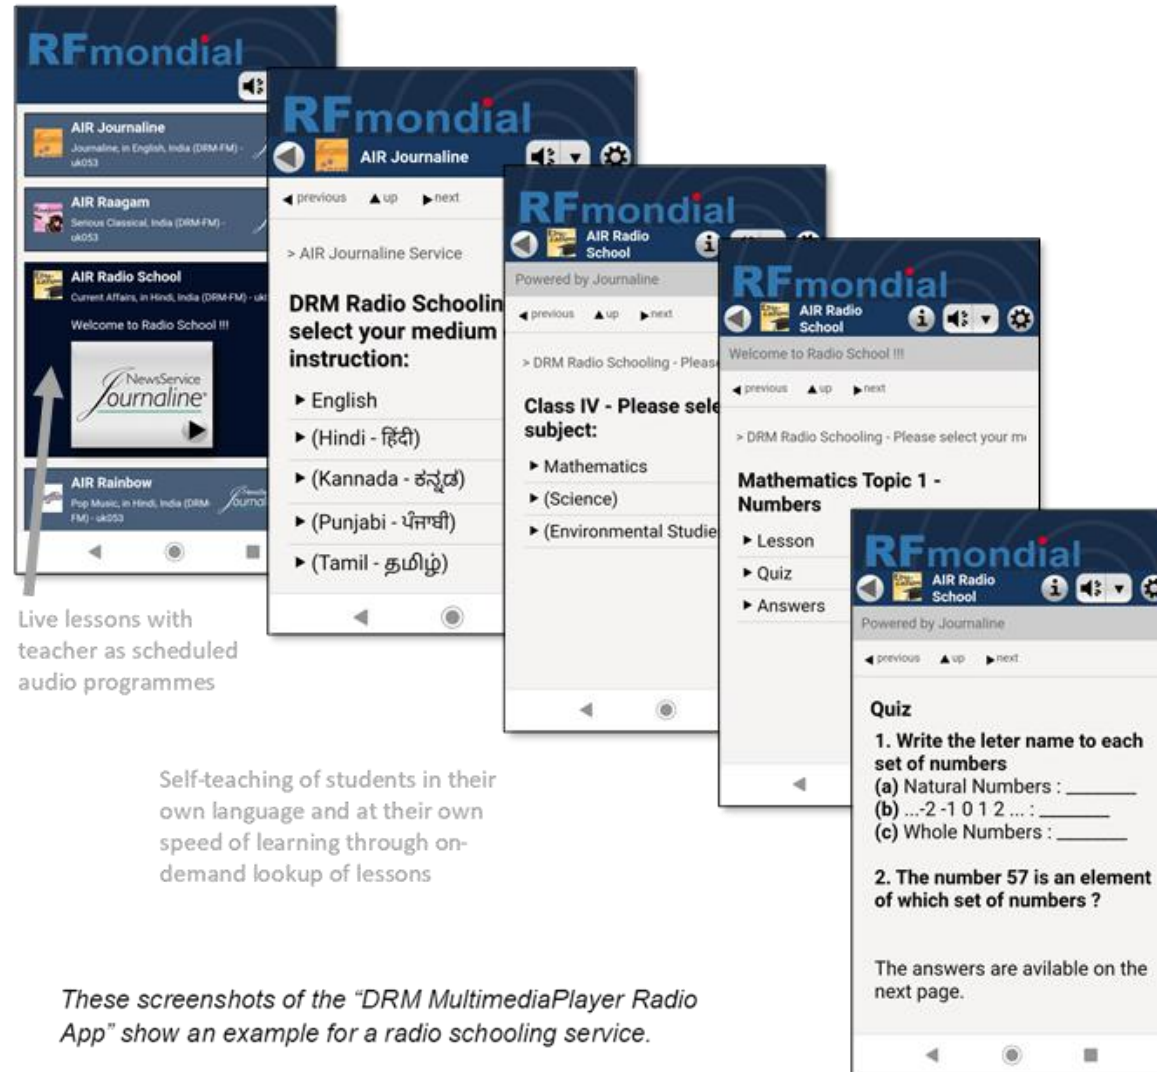 RFmondial
AIR Journaline
Journaline, in English, India (DRM-FM) -
uk053
AIR Raagam
Serious Classical, India (DRM-FM) -
uk053
AIR Radio School
Current Affairs, in Hindi, India (DRM-FM) - uk
Welcome to Radio School !!!
NewsService
Journaline
AIR Rainbow
Pop Music, in Hindi, India (DRM-
FM) - uk053
Live lessons with
teacher as scheduled
audio programmes
RFmondial
AIR Journaline
previous up next
> AIR Journaline Service
DRM Radio Schoolin
select your medium
instruction:
English
(Hindi - हिंदी)
(Kannada - ಕನ್ನಡ)
(Punjabi - ਪੰਜਾਬੀ)
(Tamil - தமிழ்)
RFmondial
AIR Radio
School
Powered by Journaline
previous up next
> DRM Radio Schooling - Pleas
Class IV - Please sele
subject:
Mathematics
(Science)
(Environmental Studie
RFmondial
AIR Radio
School
Welcome to Radio School !!!
previous up next
> DRM Radio Schooling - Please select your m
Mathematics Topic 1 -
Numbers
Lesson
Quiz
Answers
RFmondial
AIR Radio
School
Powered by Journaline
previous up next
Quiz
1. Write the leter name to each
set of numbers
(a) Natural Numbers : _______
(b) ...-2 -1 0 1 2 ... : _______
(c) Whole Numbers : _______
2. The number 57 is an element
of which set of numbers ?
The answers are avilable on the
next page.
Self-teaching of students in their
own language and at their own
speed of learning through on-
demand lookup of lessons
These screenshots of the “DRM MultimediaPlayer Radio
App” show an example for a radio schooling service.